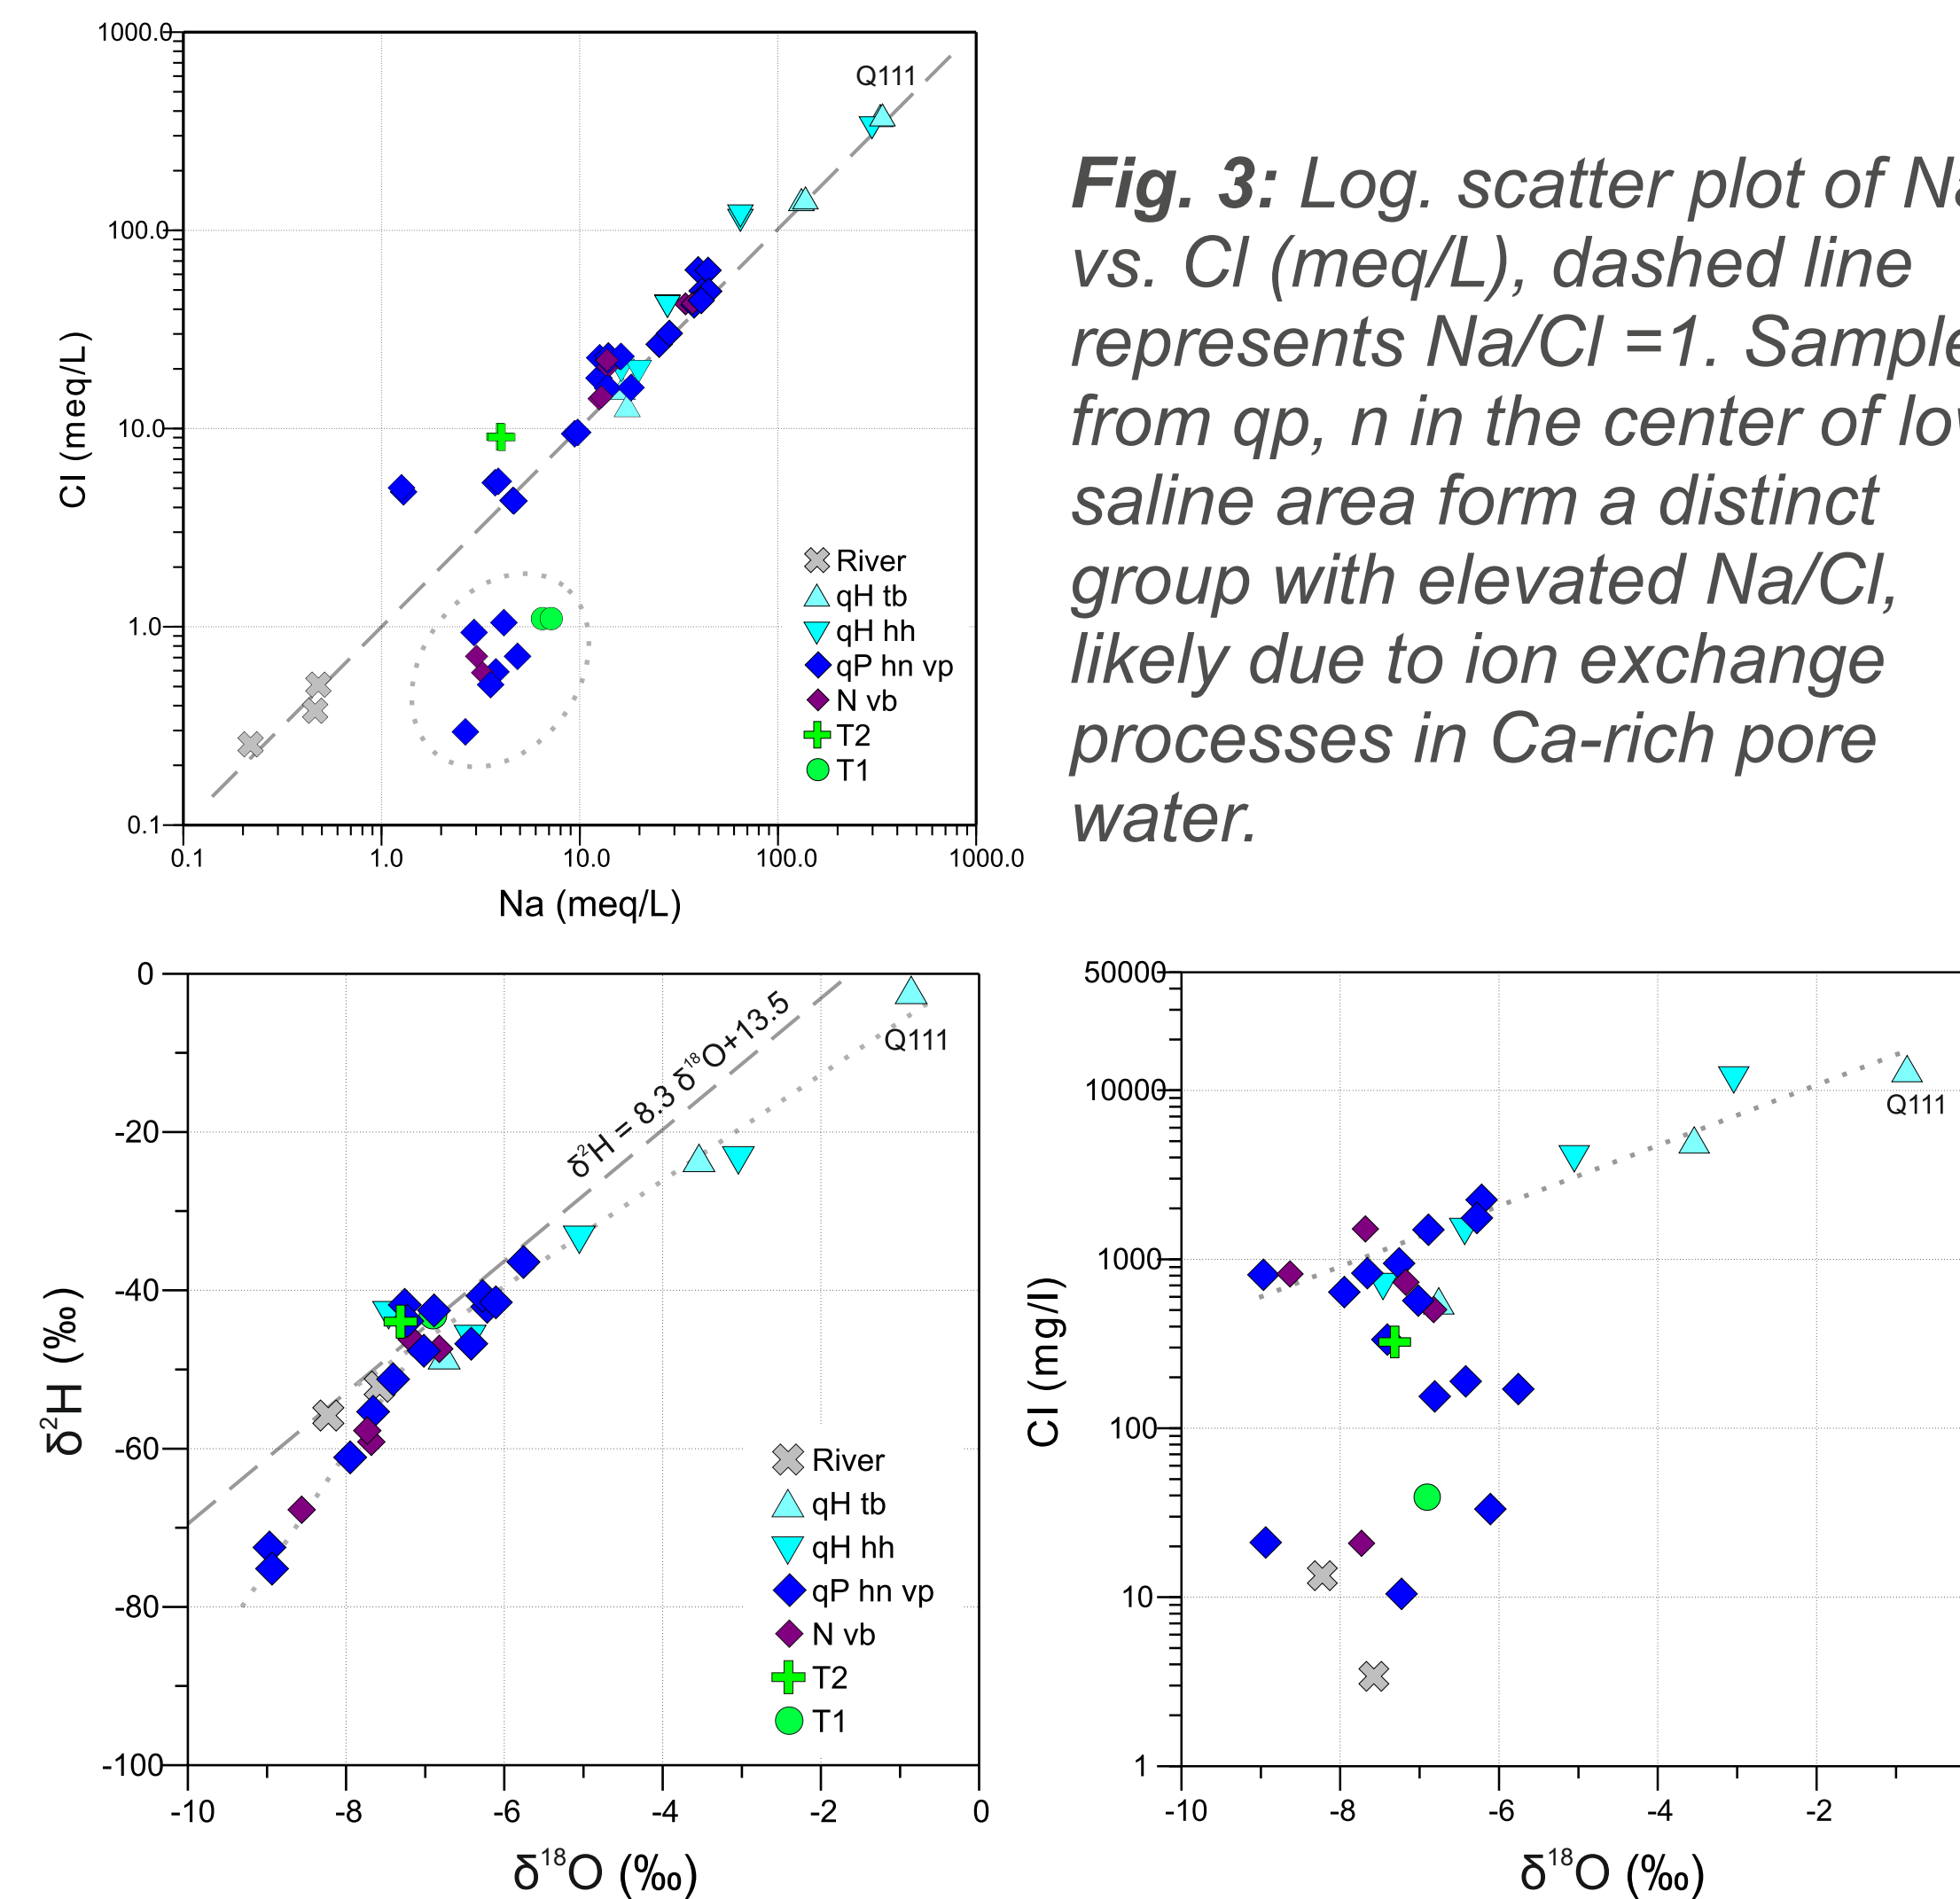 1000.0
100.0
10.0
1.0
0.1
Cl (meq/L)
Q111
River
qH tb
qH hh
qP hn vp
N vb
T2
T1
0.1 1.0 10.0 100.0 1000.0
Na (meq/L)
Fig. 3: Log. scatter plot of Na
vs. Cl (meq/L), dashed line
represents Na/Cl =1. Sample
from qp, n in the center of low
saline area form a distinct
group with elevated Na/Cl,
likely due to ion exchange
processes in Ca-rich pore
water.
0
-20
-40
-60
-80
-100
δ²H (‰)
δ²H = 8.3 δ¹⁸O+13.5
Q111
River
qH tb
qH hh
qP hn vp
N vb
T2
T1
-10 -8 -6 -4 -2 0
δ¹⁸O (‰)
50000
10000
1000
100
10
1
Cl (mg/l)
Q111
-10 -8 -6 -4 -2
δ¹⁸O (‰)